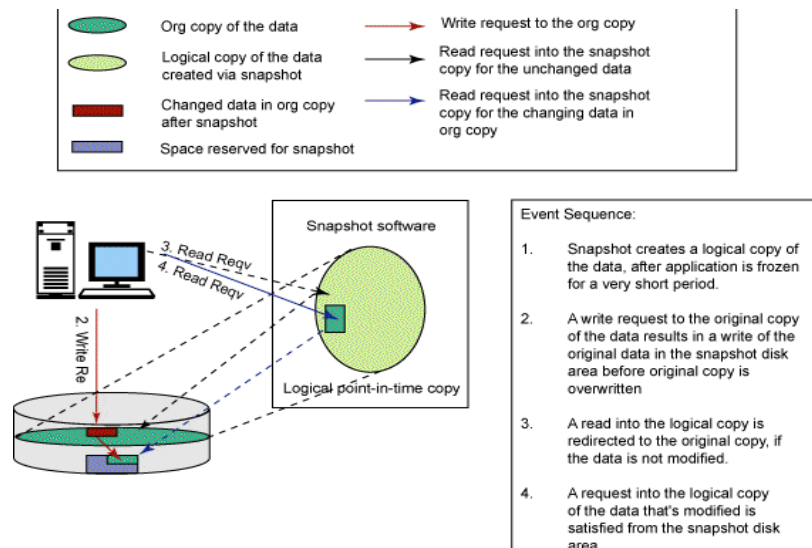 Org copy of the data
Write request to the org copy
Logical copy of the data
created via snapshot
Read request into the snapshot
copy for the unchanged data
Changed data in org copy
after snapshot
Read request into the snapshot
copy for the changing data in
org copy
Space reserved for snapshot
Snapshot software
3. Read Reqv
4. Read Reqv
2. Write Re
Logical point-in-time copy
Event Sequence:
1. Snapshot creates a logical copy of
the data, after application is frozen
for a very short period.
2. A write request to the original copy
of the data results in a write of the
original data in the snapshot disk
area before original copy is
overwritten
3. A read into the logical copy is
redirected to the original copy, if
the data is not modified.
4. A request into the logical copy
of the data that's modified is
satisfied from the snapshot disk
area